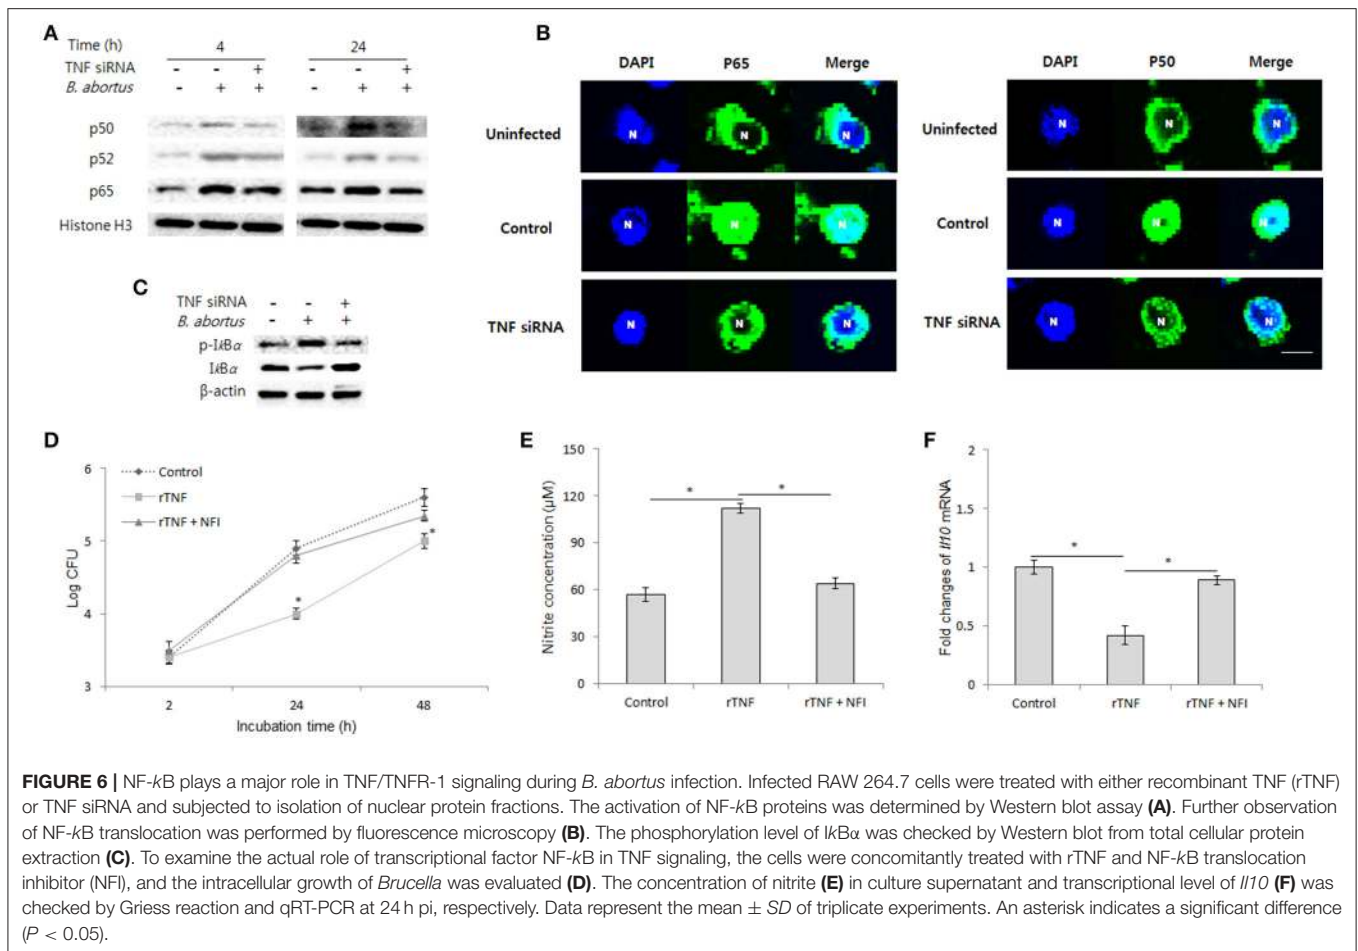 A
Time (h) 4 24
TNF siRNA - - + - - +
B. abortus - + + - + +
p50
p52
p65
Histone H3
B
DAPI P65 Merge
Uninfected N N N
Control N N N
TNF siRNA N N N
DAPI P50 Merge
Uninfected N N N
Control N N N
TNF siRNA N N N
C
TNF siRNA - - +
B. abortus - + +
p-IkBα
IkBα
β-actin
D
Control
rTNF
rTNF + NFI
Log CFU
6
5
4
3
*
*
2 24 48
Incubation time (h)
E
Nitrite concentration (μM)
150
120
90
60
30
0
* *
Control rTNF rTNF + NFI
F
Fold changes of Il10 mRNA
2
1.5
1
0.5
0
* *
Control rTNF rTNF + NFI
FIGURE 6 | NF-kB plays a major role in TNF/TNFR-1 signaling during B. abortus infection. Infected RAW 264.7 cells were treated with either recombinant TNF (rTNF)
or TNF siRNA and subjected to isolation of nuclear protein fractions. The activation of NF-kB proteins was determined by Western blot assay (A). Further observation
of NF-kB translocation was performed by fluorescence microscopy (B). The phosphorylation level of IkBα was checked by Western blot from total cellular protein
extraction (C). To examine the actual role of transcriptional factor NF-kB in TNF signaling, the cells were concomitantly treated with rTNF and NF-kB translocation
inhibitor (NFI), and the intracellular growth of Brucella was evaluated (D). The concentration of nitrite (E) in culture supernatant and transcriptional level of Il10 (F) was
checked by Griess reaction and qRT-PCR at 24 h pi, respectively. Data represent the mean ± SD of triplicate experiments. An asterisk indicates a significant difference
(P < 0.05).